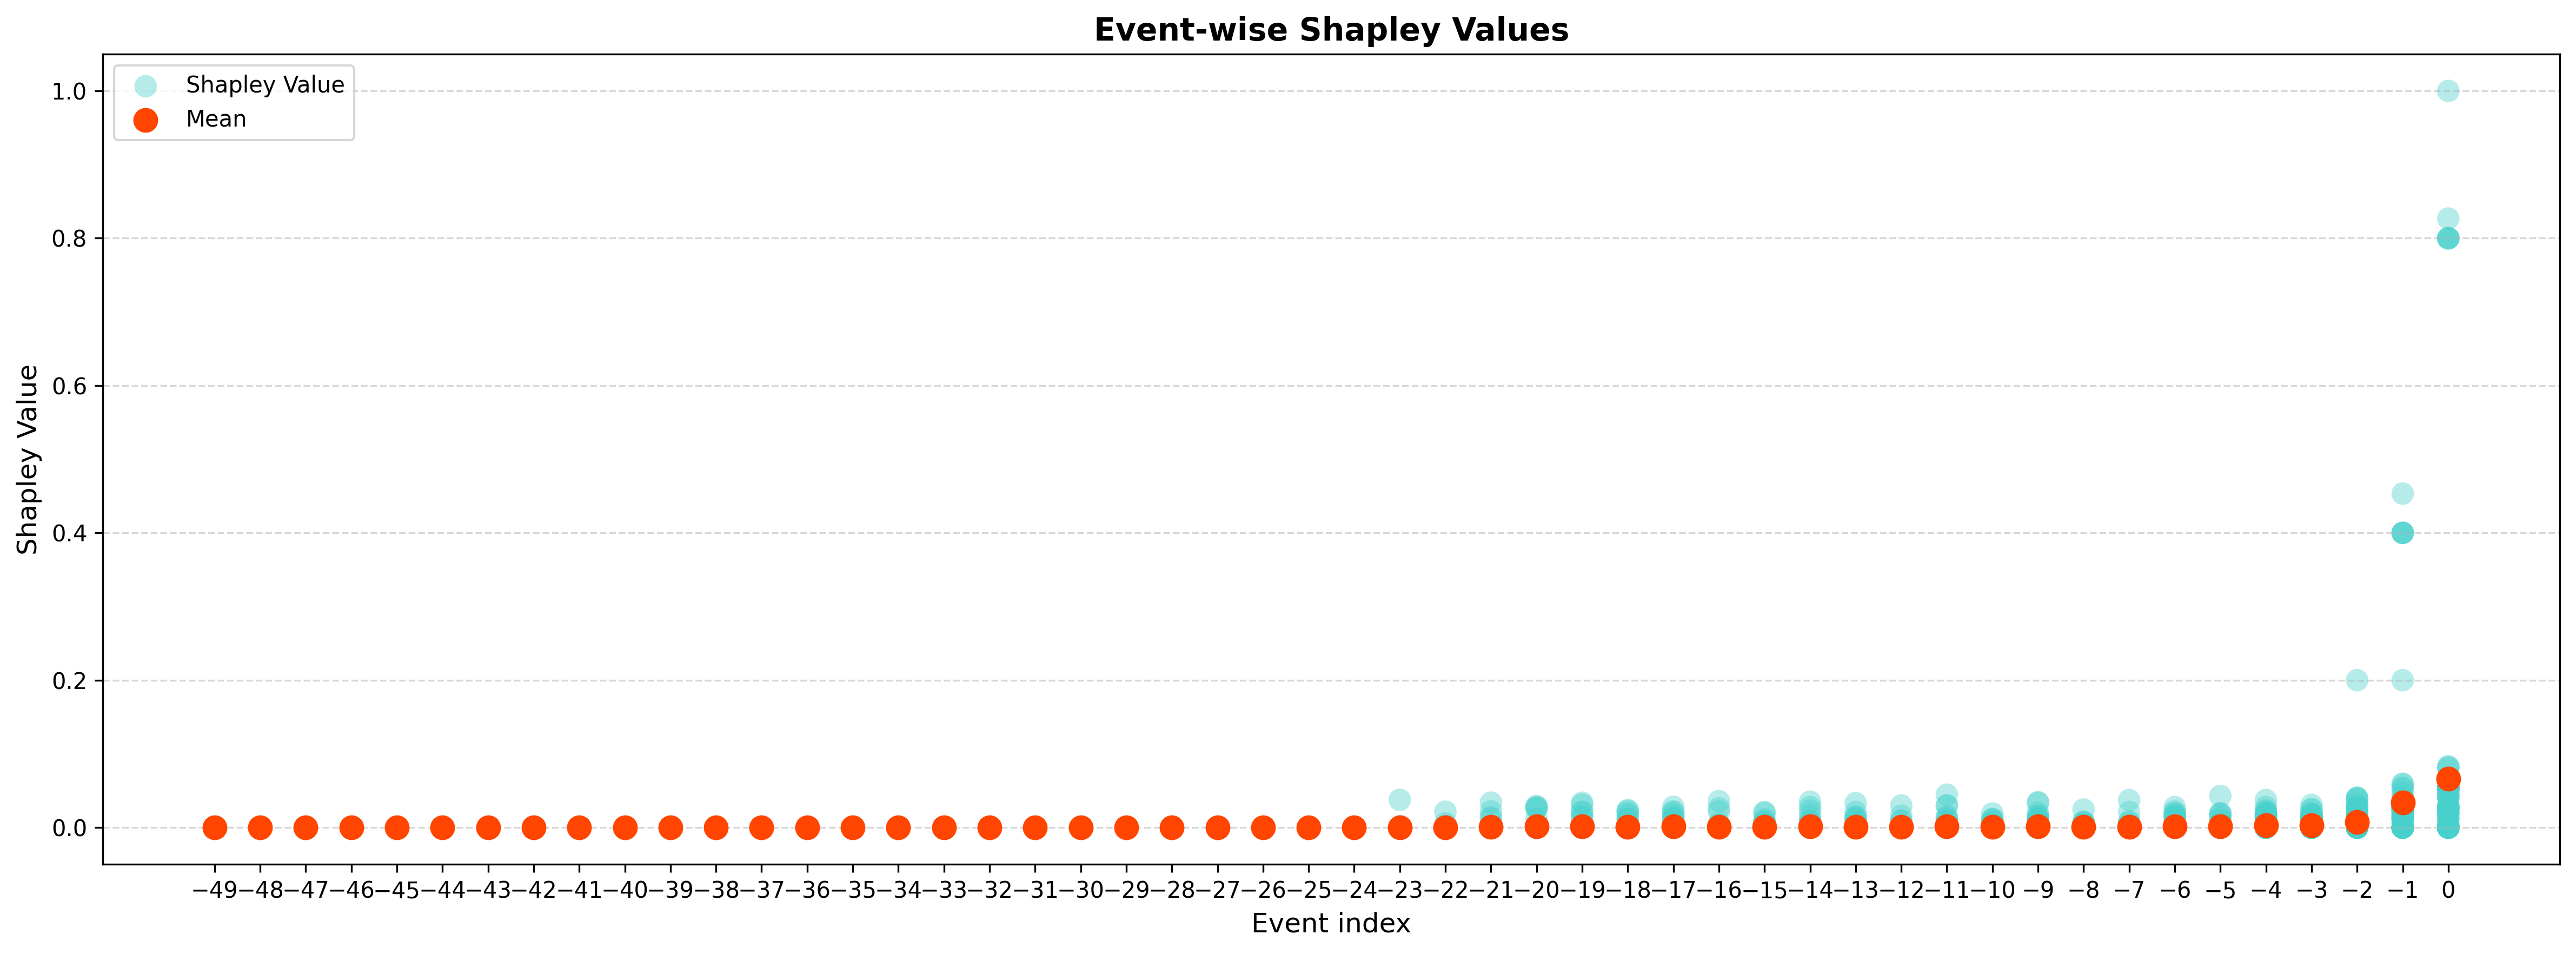 Event-wise Shapley Values
Shapley Value
Mean
1.0
0.8
0.6
0.4
0.2
0.0
Shapley Value
−49 −48 −47 −46 −45 −44 −43 −42 −41 −40 −39 −38 −37 −36 −35 −34 −33 −32 −31 −30 −29 −28 −27 −26 −25 −24 −23 −22 −21 −20 −19 −18 −17 −16 −15 −14 −13 −12 −11 −10 −9 −8 −7 −6 −5 −4 −3 −2 −1 0
Event index